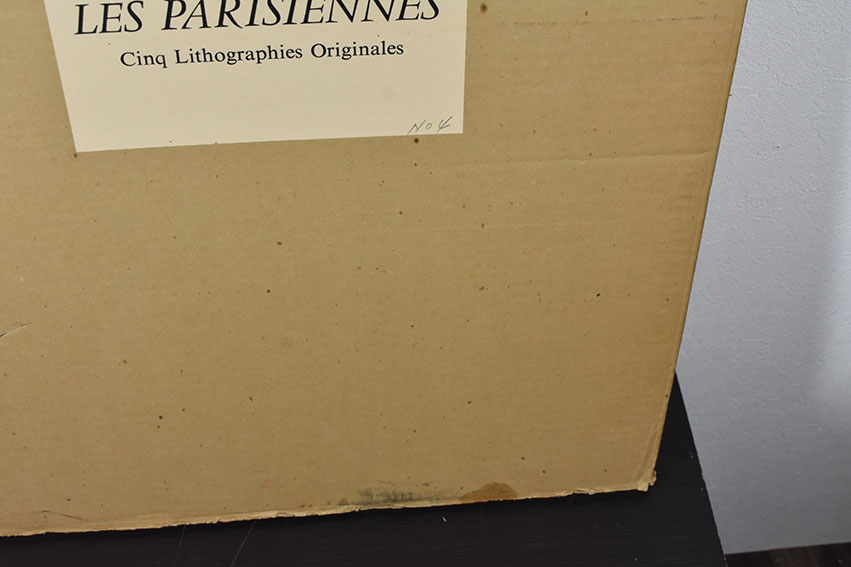 LES PARISIENNES
Cinq Lithographies Originales
No 4